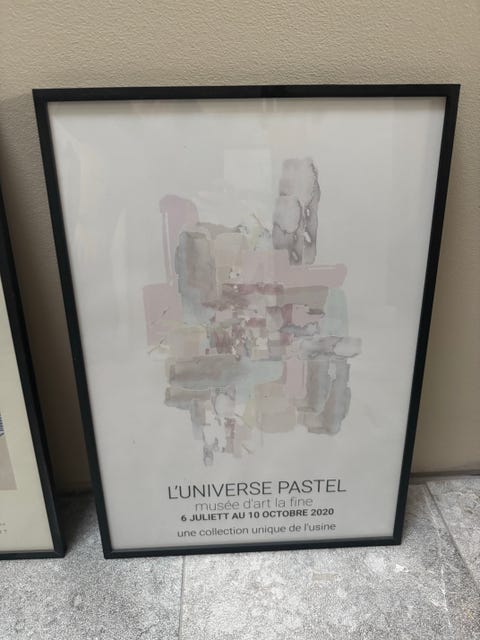 L'UNIVERSE PASTEL
musée d'art la fine
6 JULIETT AU 10 OCTOBRE 2020
une collection unique de l'usine